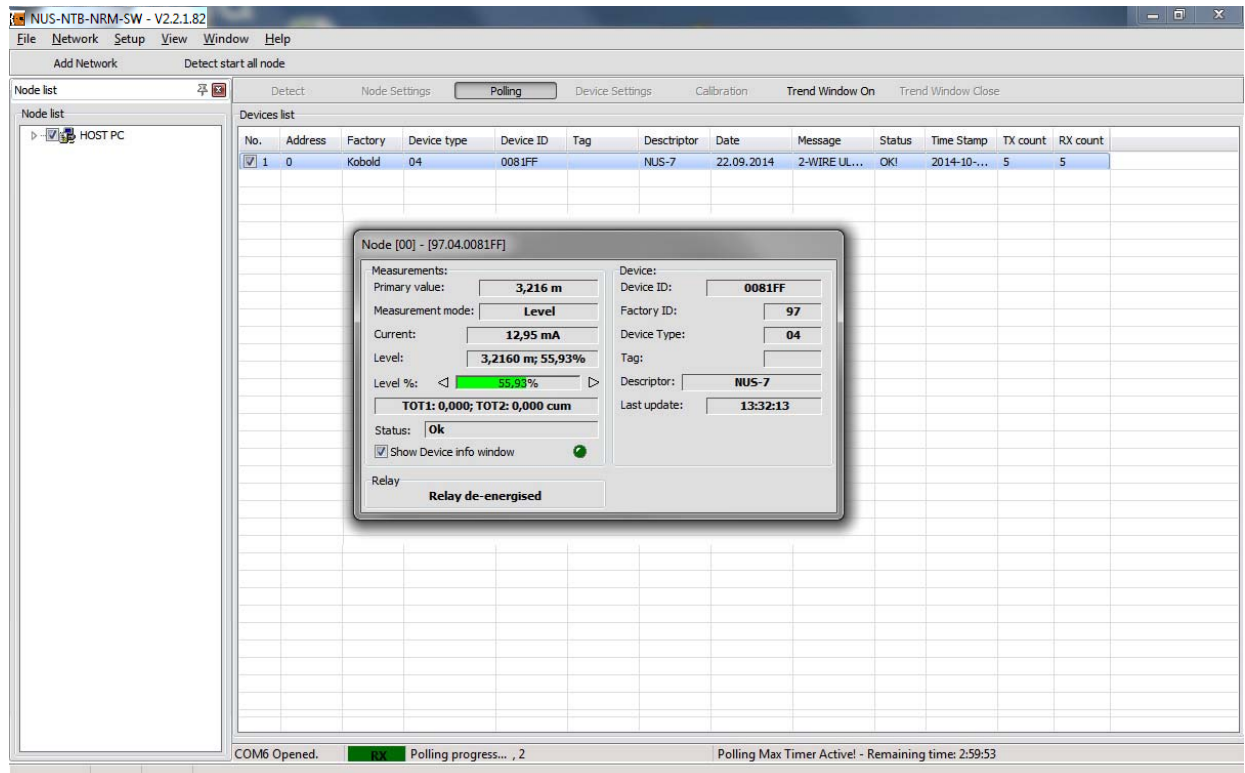 NUS-NTB-NRM-SW - V2.2.1.82
File Network Setup View Window Help
Add Network Detect start all node
Node list
Detect Node Settings Polling Device Settings Calibration Trend Window On Trend Window Close
Node list
HOST PC
Devices list
No. Address Factory Device type Device ID Tag Desctriptor Date Message Status Time Stamp TX count RX count
1 0 Kobold 04 0081FF NUS-7 22.09.2014 2-WIRE UL... OK! 2014-10-... 5 5
Node [00] - [97.04.0081FF]
Measurements:
Primary value: 3,216 m
Measurement mode: Level
Current: 12,95 mA
Level: 3,2160 m; 55,93%
Level %: 55,93%
TOT1: 0,000; TOT2: 0,000 cum
Status: Ok
Show Device info window
Relay
Relay de-energised
Device:
Device ID: 0081FF
Factory ID: 97
Device Type: 04
Tag:
Descriptor: NUS-7
Last update: 13:32:13
COM6 Opened. RX Polling progress... , 2 Polling Max Timer Active! - Remaining time: 2:59:53